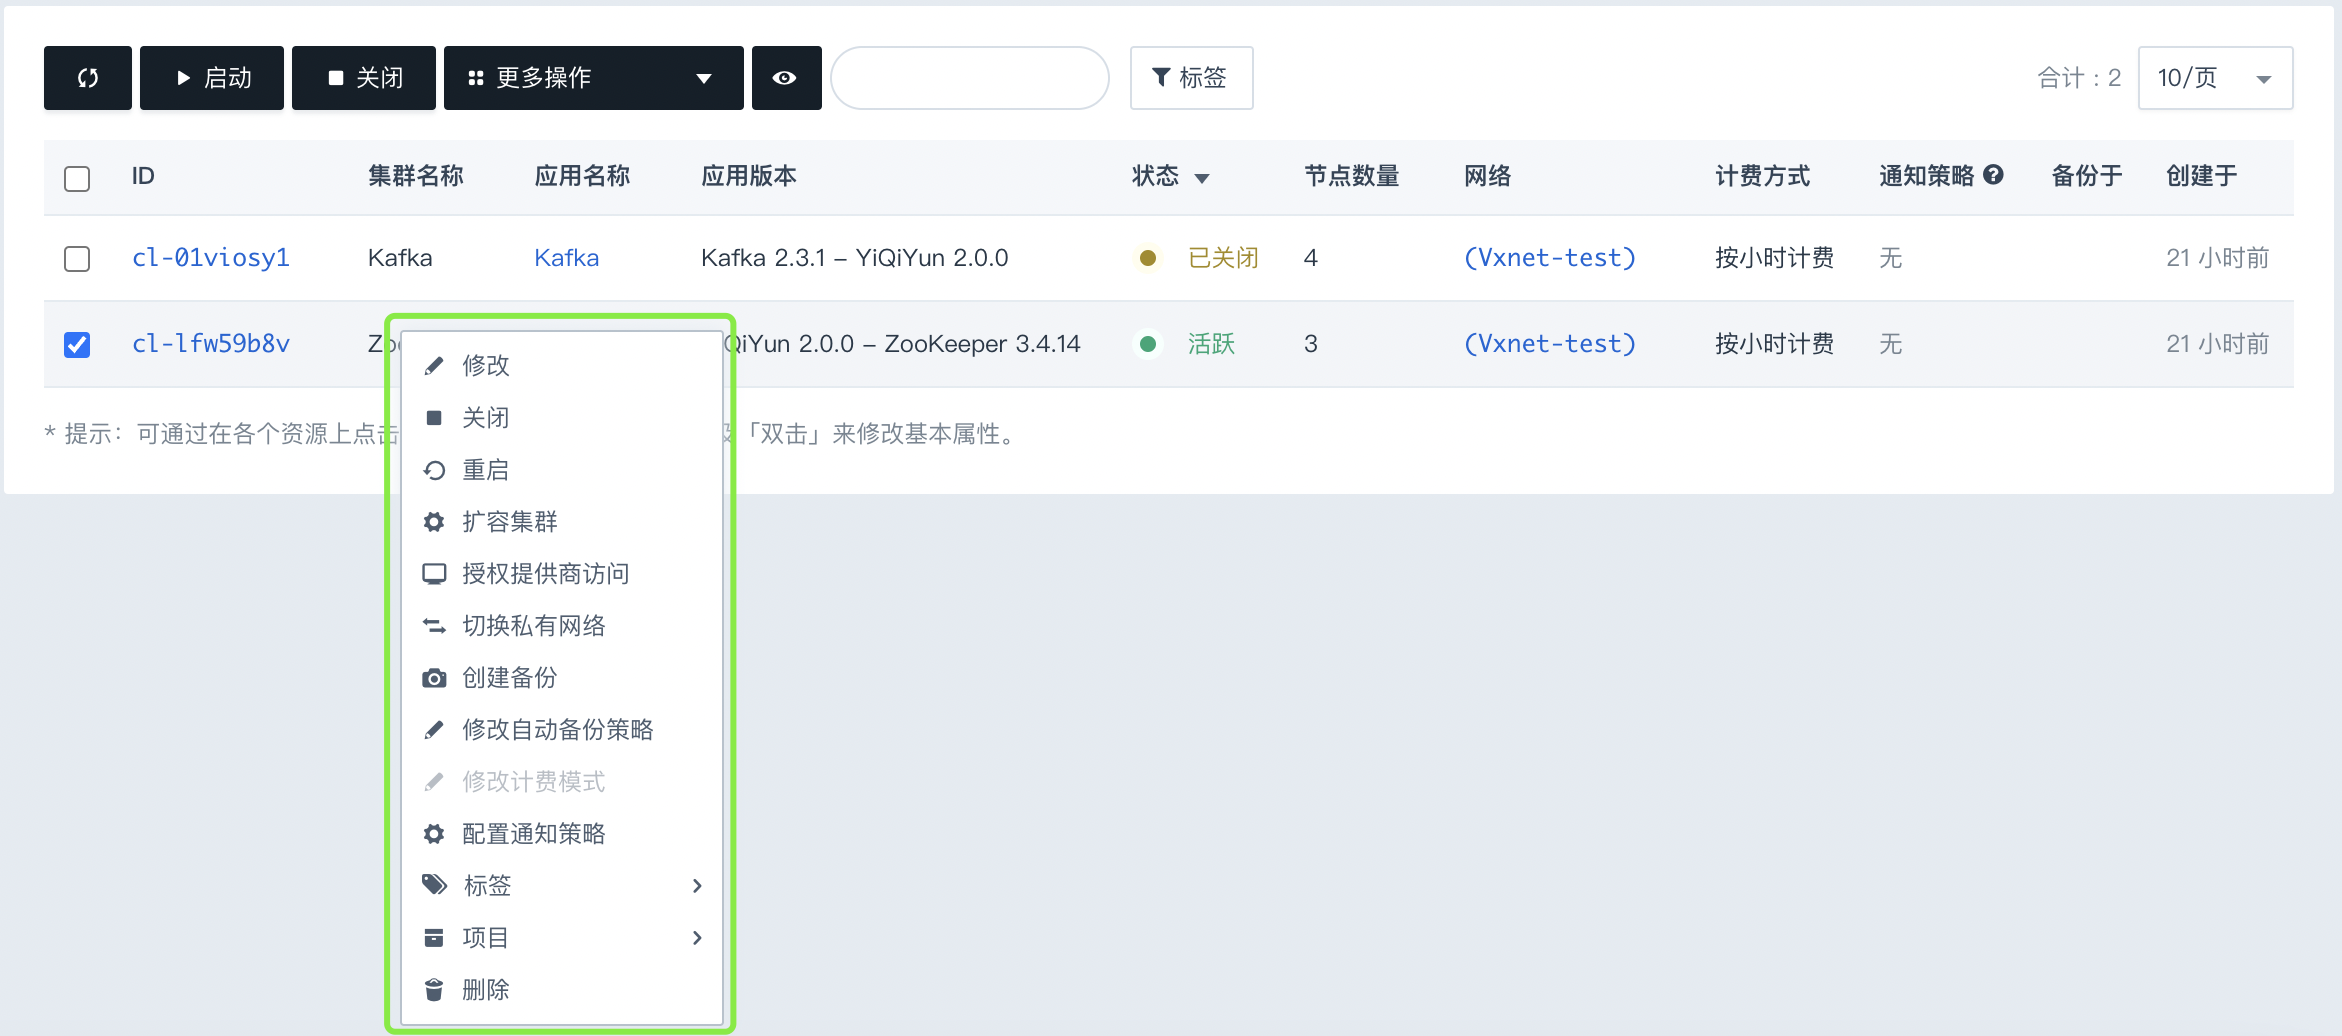 启动 关闭 更多操作 标签 合计：2 10/页
ID 集群名称 应用名称 应用版本 状态 节点数量 网络 计费方式 通知策略 备份于 创建于
cl-01viosy1 Kafka Kafka Kafka 2.3.1 – YiQiYun 2.0.0 已关闭 4 (Vxnet-test) 按小时计费 无 21 小时前
cl-lfw59b8v QiYun 2.0.0 – ZooKeeper 3.4.14 活跃 3 (Vxnet-test) 按小时计费 无 21 小时前
* 提示：可通过在各个资源上点击 「双击」来修改基本属性。
修改
关闭
重启
扩容集群
授权提供商访问
切换私有网络
创建备份
修改自动备份策略
修改计费模式
配置通知策略
标签
项目
删除